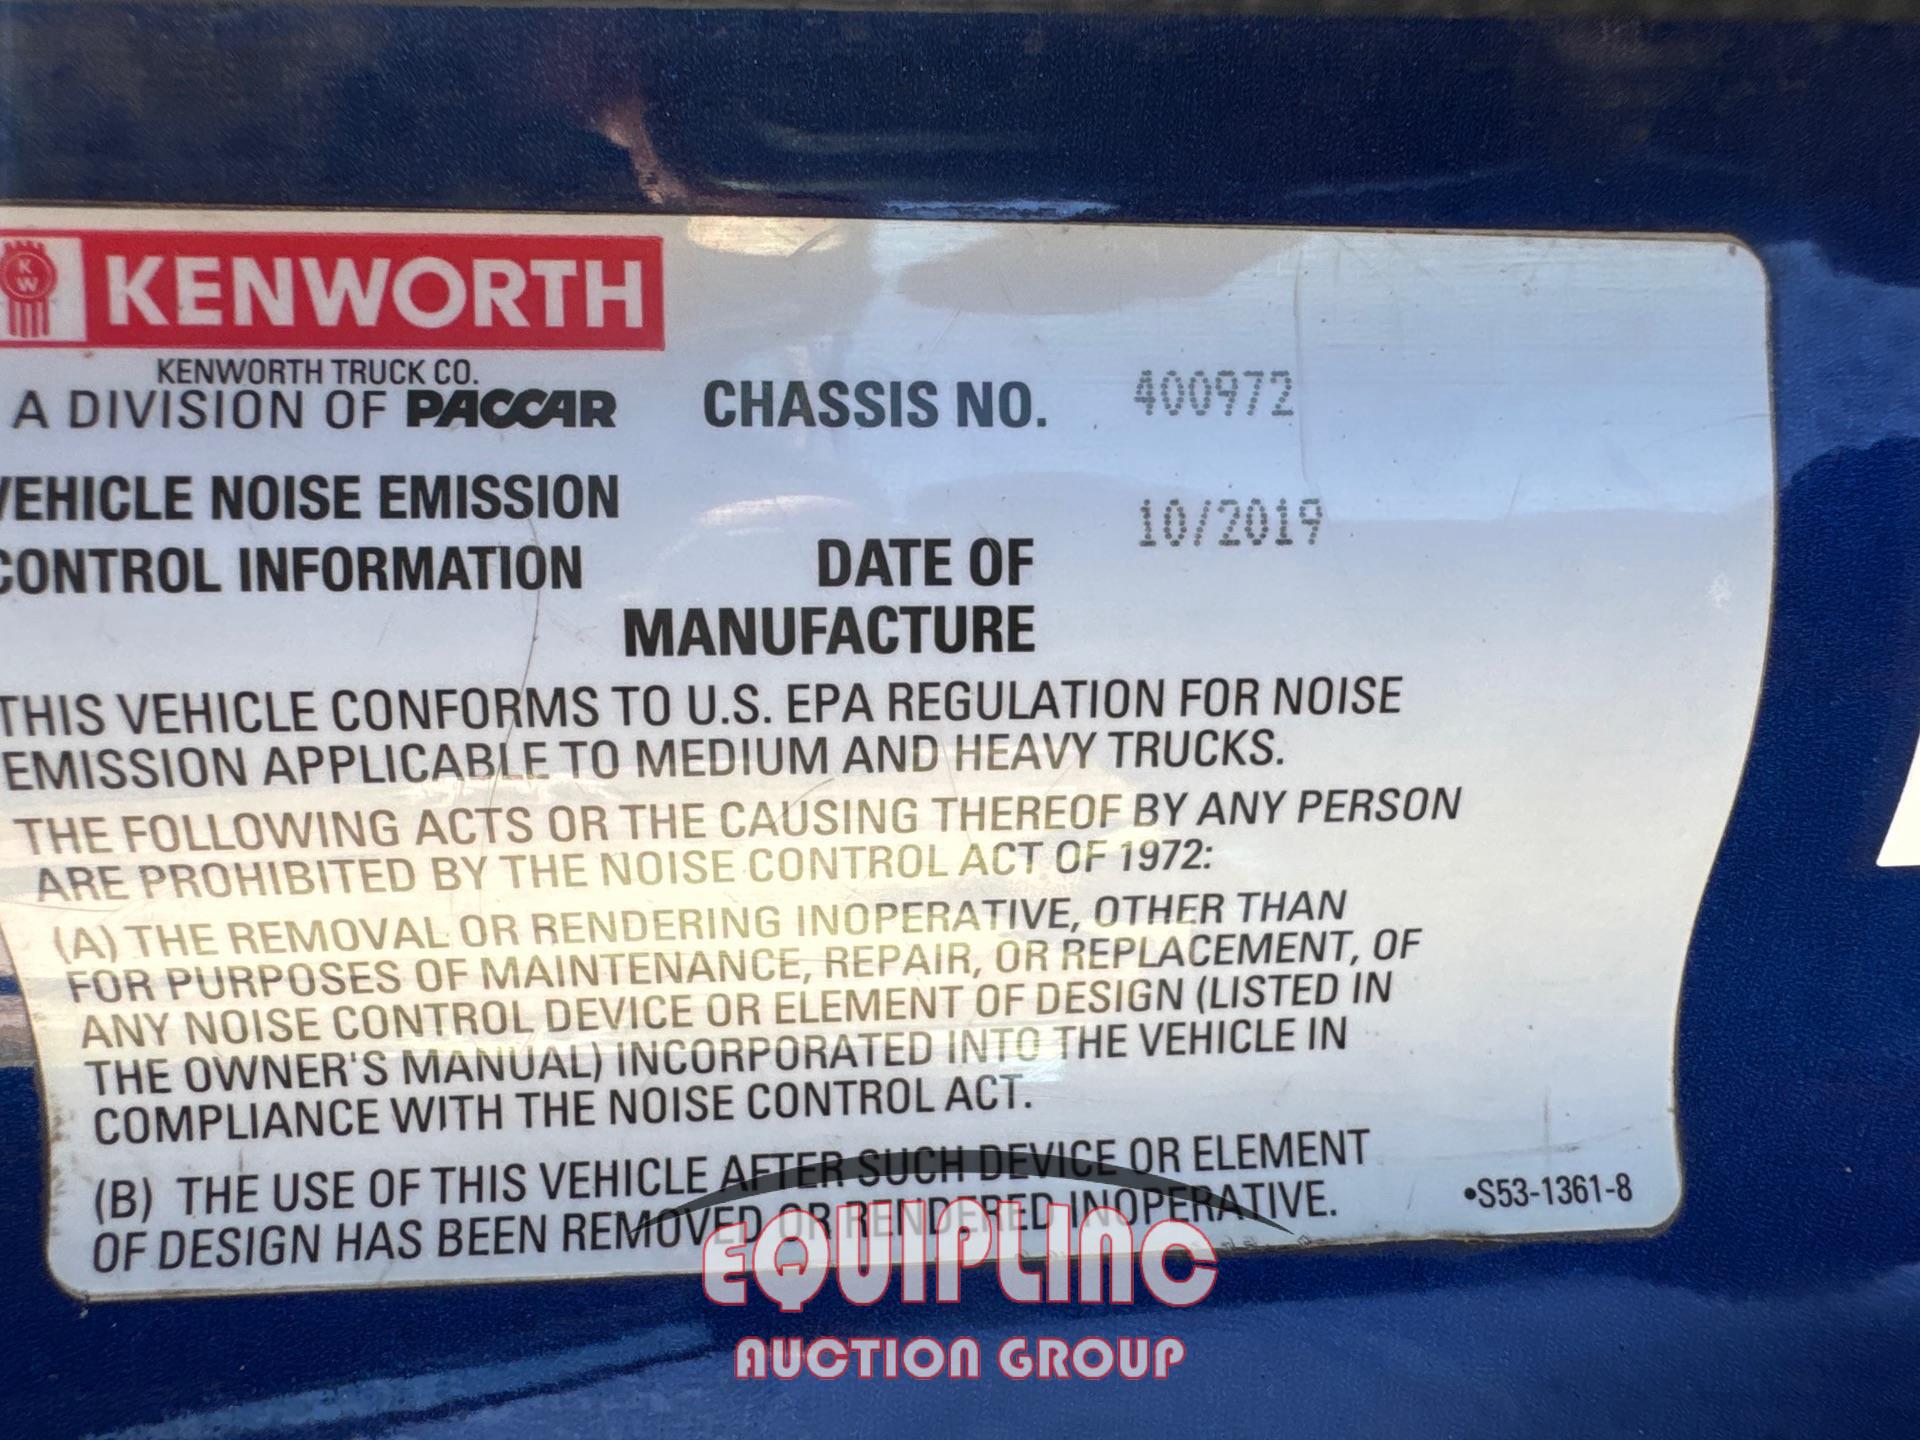 KW KENWORTH
KENWORTH TRUCK CO.
A DIVISION OF PACCAR
CHASSIS NO. 400972
VEHICLE NOISE EMISSION
CONTROL INFORMATION
DATE OF
MANUFACTURE
10/2019
THIS VEHICLE CONFORMS TO U.S. EPA REGULATION FOR NOISE
EMISSION APPLICABLE TO MEDIUM AND HEAVY TRUCKS.
THE FOLLOWING ACTS OR THE CAUSING THEREOF BY ANY PERSON
ARE PROHIBITED BY THE NOISE CONTROL ACT OF 1972:
(A) THE REMOVAL OR RENDERING INOPERATIVE, OTHER THAN
FOR PURPOSES OF MAINTENANCE, REPAIR, OR REPLACEMENT, OF
ANY NOISE CONTROL DEVICE OR ELEMENT OF DESIGN (LISTED IN
THE OWNER'S MANUAL) INCORPORATED INTO THE VEHICLE IN
COMPLIANCE WITH THE NOISE CONTROL ACT.
(B) THE USE OF THIS VEHICLE AFTER SUCH DEVICE OR ELEMENT
OF DESIGN HAS BEEN REMOVED OR RENDERED INOPERATIVE.
•S53-1361-8
EQUIPLINC
AUCTION GROUP